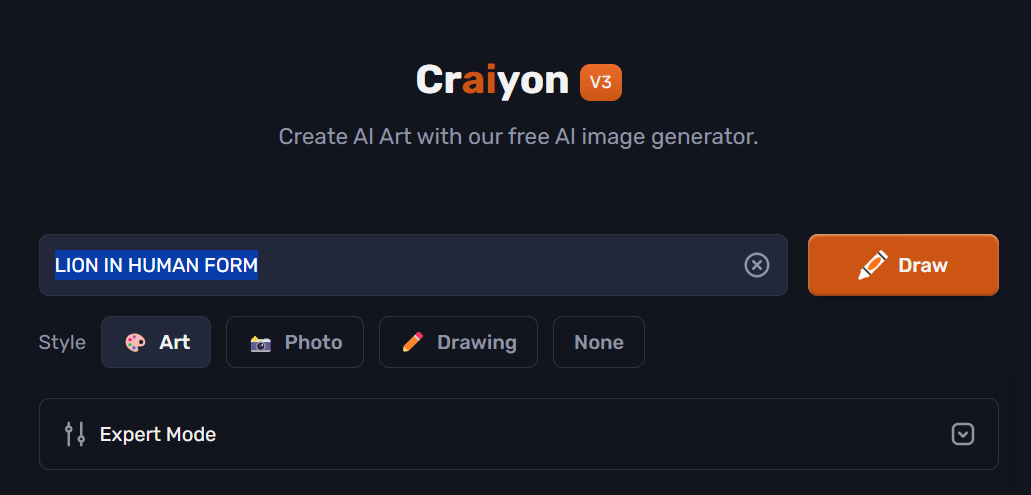 Craiyon V3
Create AI Art with our free AI image generator.
LION IN HUMAN FORM
Draw
Style Art Photo Drawing None
Expert Mode